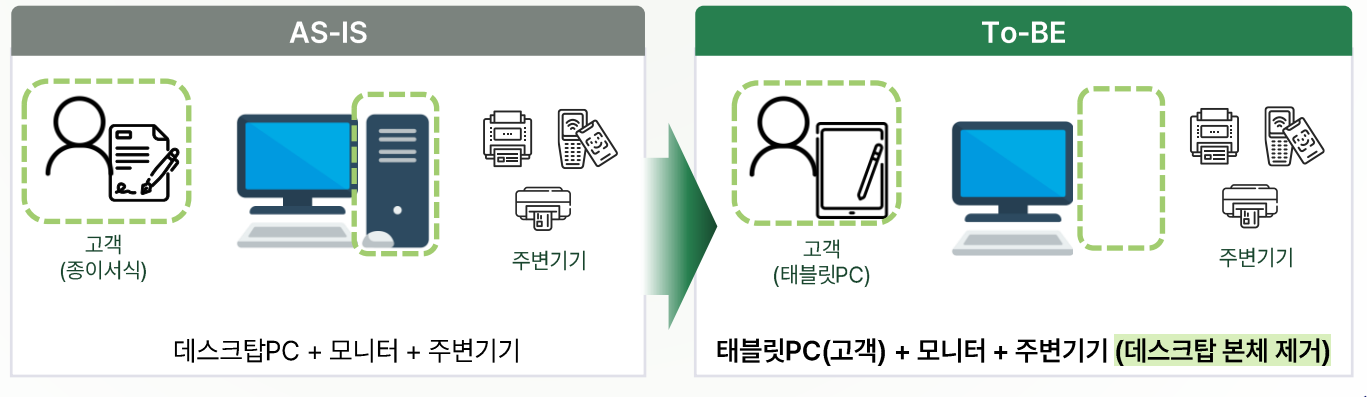 AS-IS
고객
(종이서식)
주변기기
데스크탑PC + 모니터 + 주변기기
To-BE
고객
(태블릿PC)
주변기기
태블릿PC(고객) + 모니터 + 주변기기 (데스크탑 본체 제거)